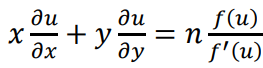 x ∂u/∂x + y ∂u/∂y = n f(u)/f′(u)